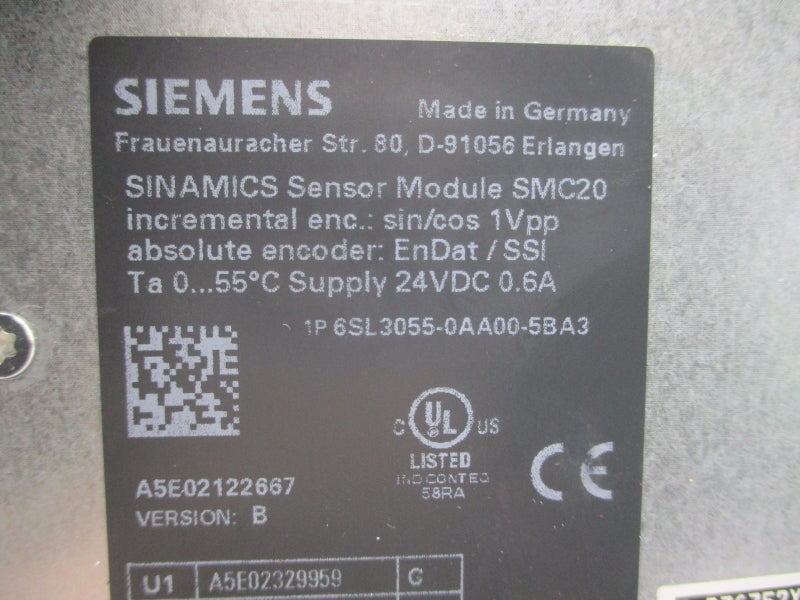 SIEMENS Made in Germany
Frauenauracher Str. 80, D-91056 Erlangen
SINAMICS Sensor Module SMC20
incremental enc.: sin/cos 1Vpp
absolute encoder: EnDat / SSI
Ta 0...55°C Supply 24VDC 0.6A
1P 6SL3055-0AA00-5BA3
C UL US
LISTED
IND CONT EQ
58RA
CE
A5E02122667
VERSION: B
U1 A5E02329959 C